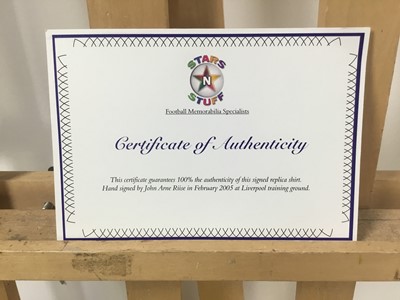 STARS
N
STUFF
Football Memorabilia Specialists
Certificate of Authenticity
This certificate guarantees 100% the authenticity of this signed replica shirt.
Hand signed by John Arne Riise in February 2005 at Liverpool training ground.